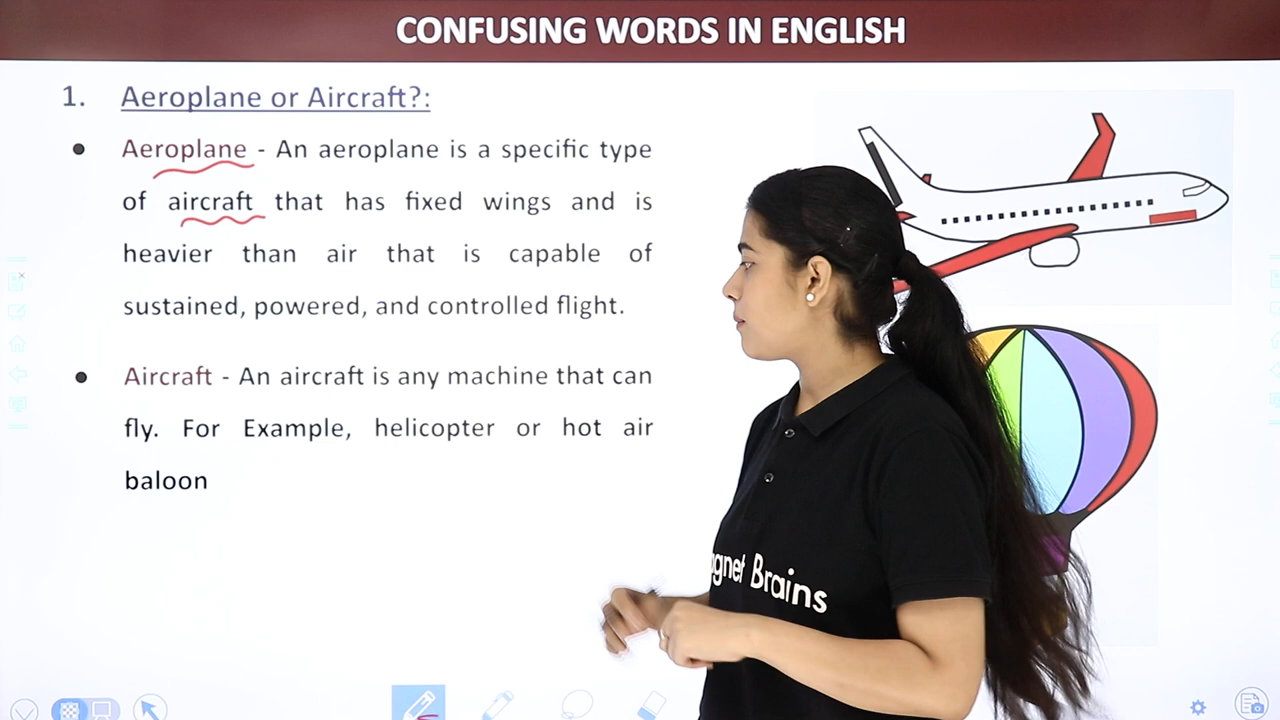 CONFUSING WORDS IN ENGLISH
1. Aeroplane or Aircraft?:
● Aeroplane - An aeroplane is a specific type
of aircraft that has fixed wings and is
heavier than air that is capable of
sustained, powered, and controlled flight.
● Aircraft - An aircraft is any machine that can
fly. For Example, helicopter or hot air
baloon
Brains